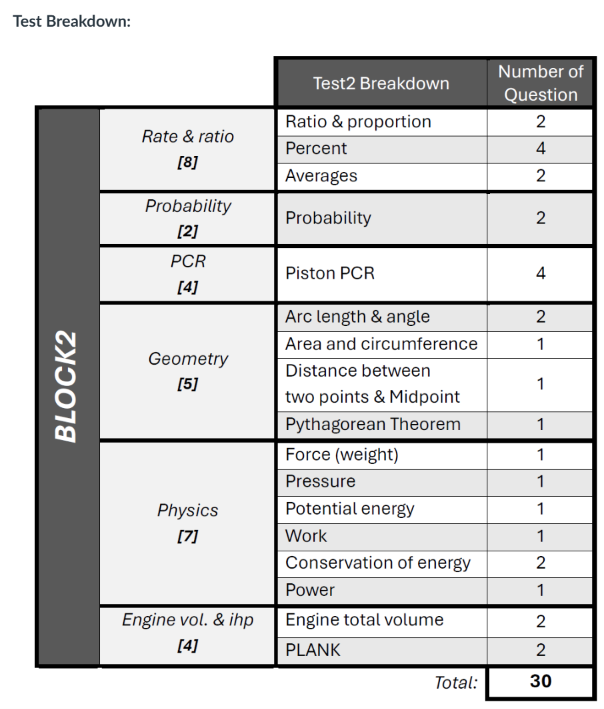 Test Breakdown:
Test2 Breakdown
Number of
Question
BLOCK2
Rate & ratio
[8]
Ratio & proportion 2
Percent 4
Averages 2
Probability
[2]
Probability 2
PCR
[4]
Piston PCR 4
Geometry
[5]
Arc length & angle 2
Area and circumference 1
Distance between
two points & Midpoint 1
Pythagorean Theorem 1
Physics
[7]
Force (weight) 1
Pressure 1
Potential energy 1
Work 1
Conservation of energy 2
Power 1
Engine vol. & ihp
[4]
Engine total volume 2
PLANK 2
Total: 30